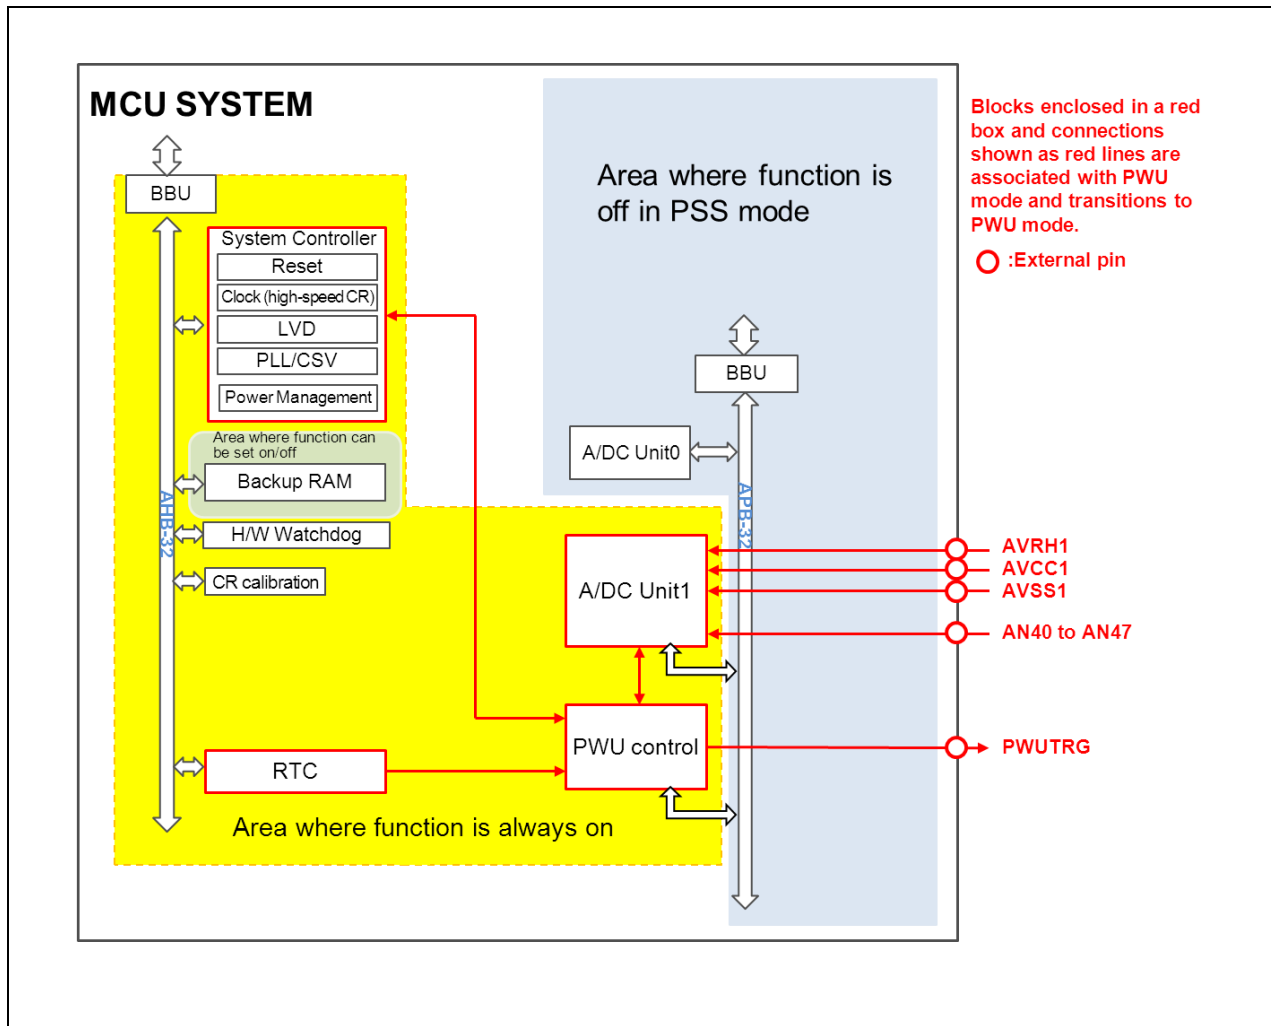 MCU SYSTEM
BBU
System Controller
Reset
Clock (high-speed CR)
LVD
PLL/CSV
Power Management
Area where function can
be set on/off
Backup RAM
AHB-32
H/W Watchdog
CR calibration
RTC
Area where function is always on
Area where function is
off in PSS mode
BBU
A/DC Unit0
APB-32
A/DC Unit1
PWU control
Blocks enclosed in a red
box and connections
shown as red lines are
associated with PWU
mode and transitions to
PWU mode.
:External pin
AVRH1
AVCC1
AVSS1
AN40 to AN47
PWUTRG